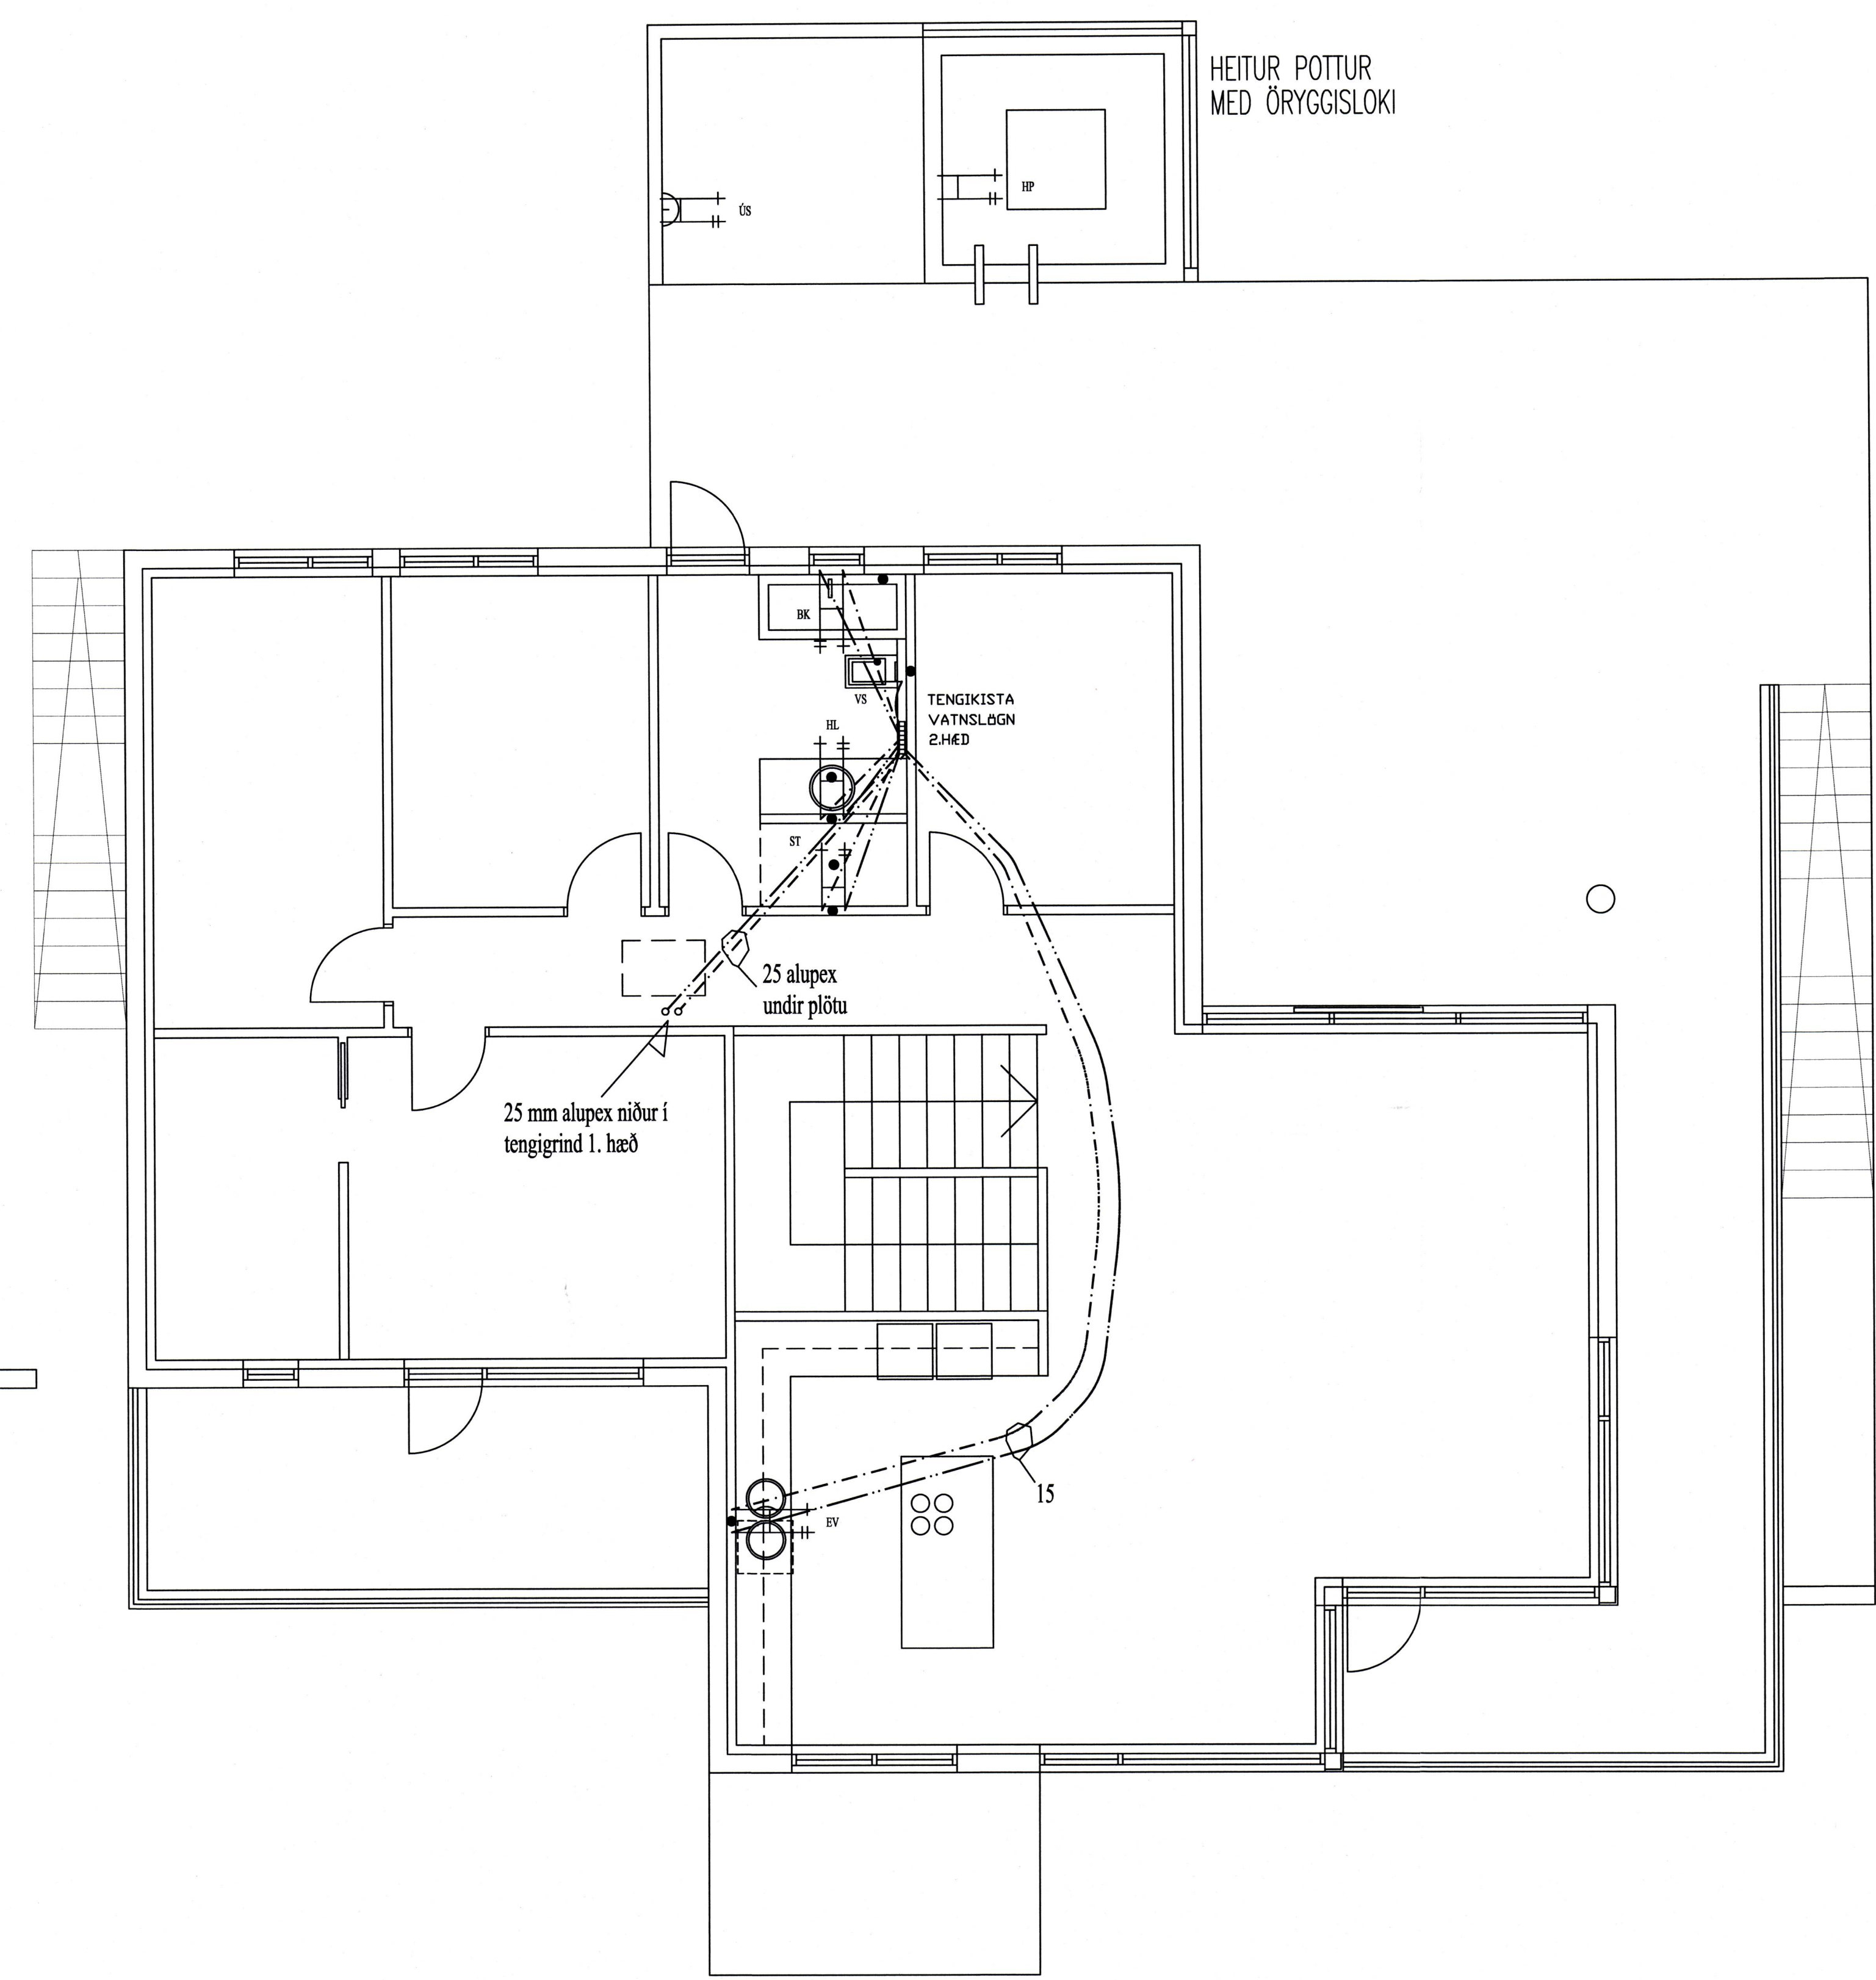 HEITUR POTTUR
MED ÖRYGGISLOKI
HP
ÚS
BK
VS
TENGIKISTA
VATNSLÖGN
2.HÆD
HL
ST
25 alupex
undir plötu
25 mm alupex niður í
tengigrind 1. hæð
15
EV